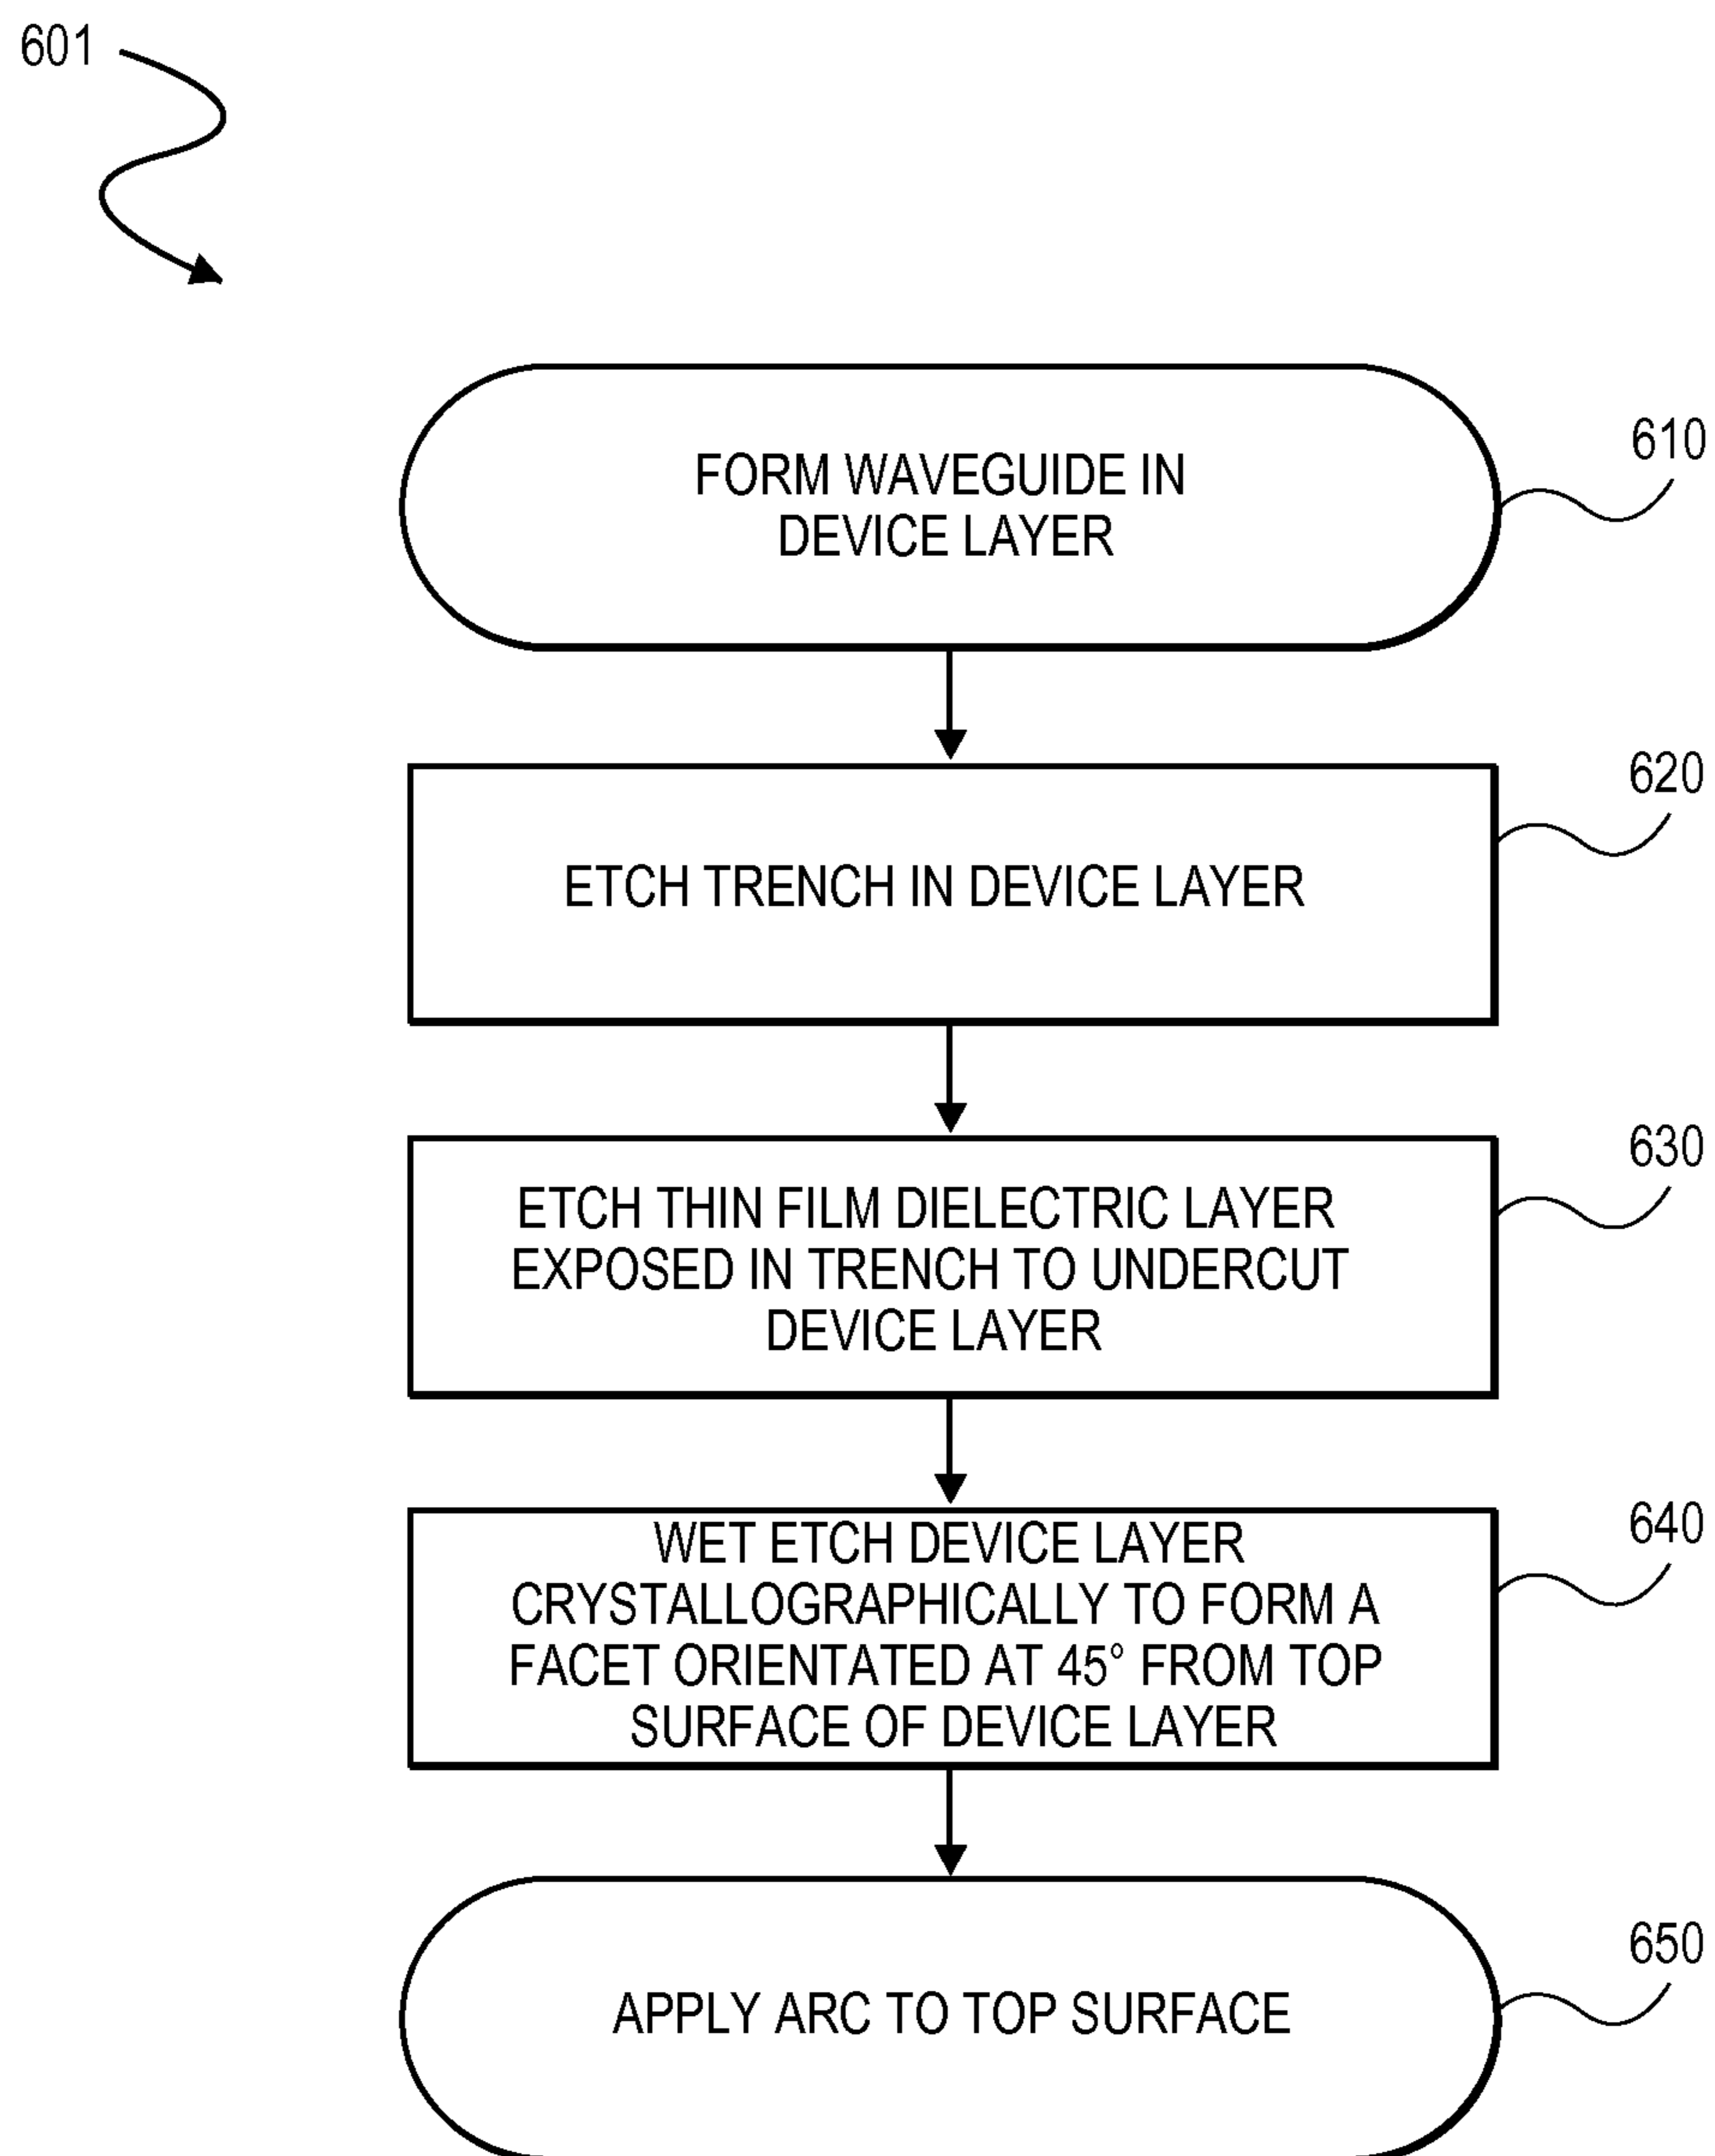 601
FORM WAVEGUIDE IN
DEVICE LAYER
610
ETCH TRENCH IN DEVICE LAYER
620
ETCH THIN FILM DIELECTRIC LAYER
EXPOSED IN TRENCH TO UNDERCUT
DEVICE LAYER
630
WET ETCH DEVICE LAYER
CRYSTALLOGRAPHICALLY TO FORM A
FACET ORIENTATED AT 45° FROM TOP
SURFACE OF DEVICE LAYER
640
APPLY ARC TO TOP SURFACE
650